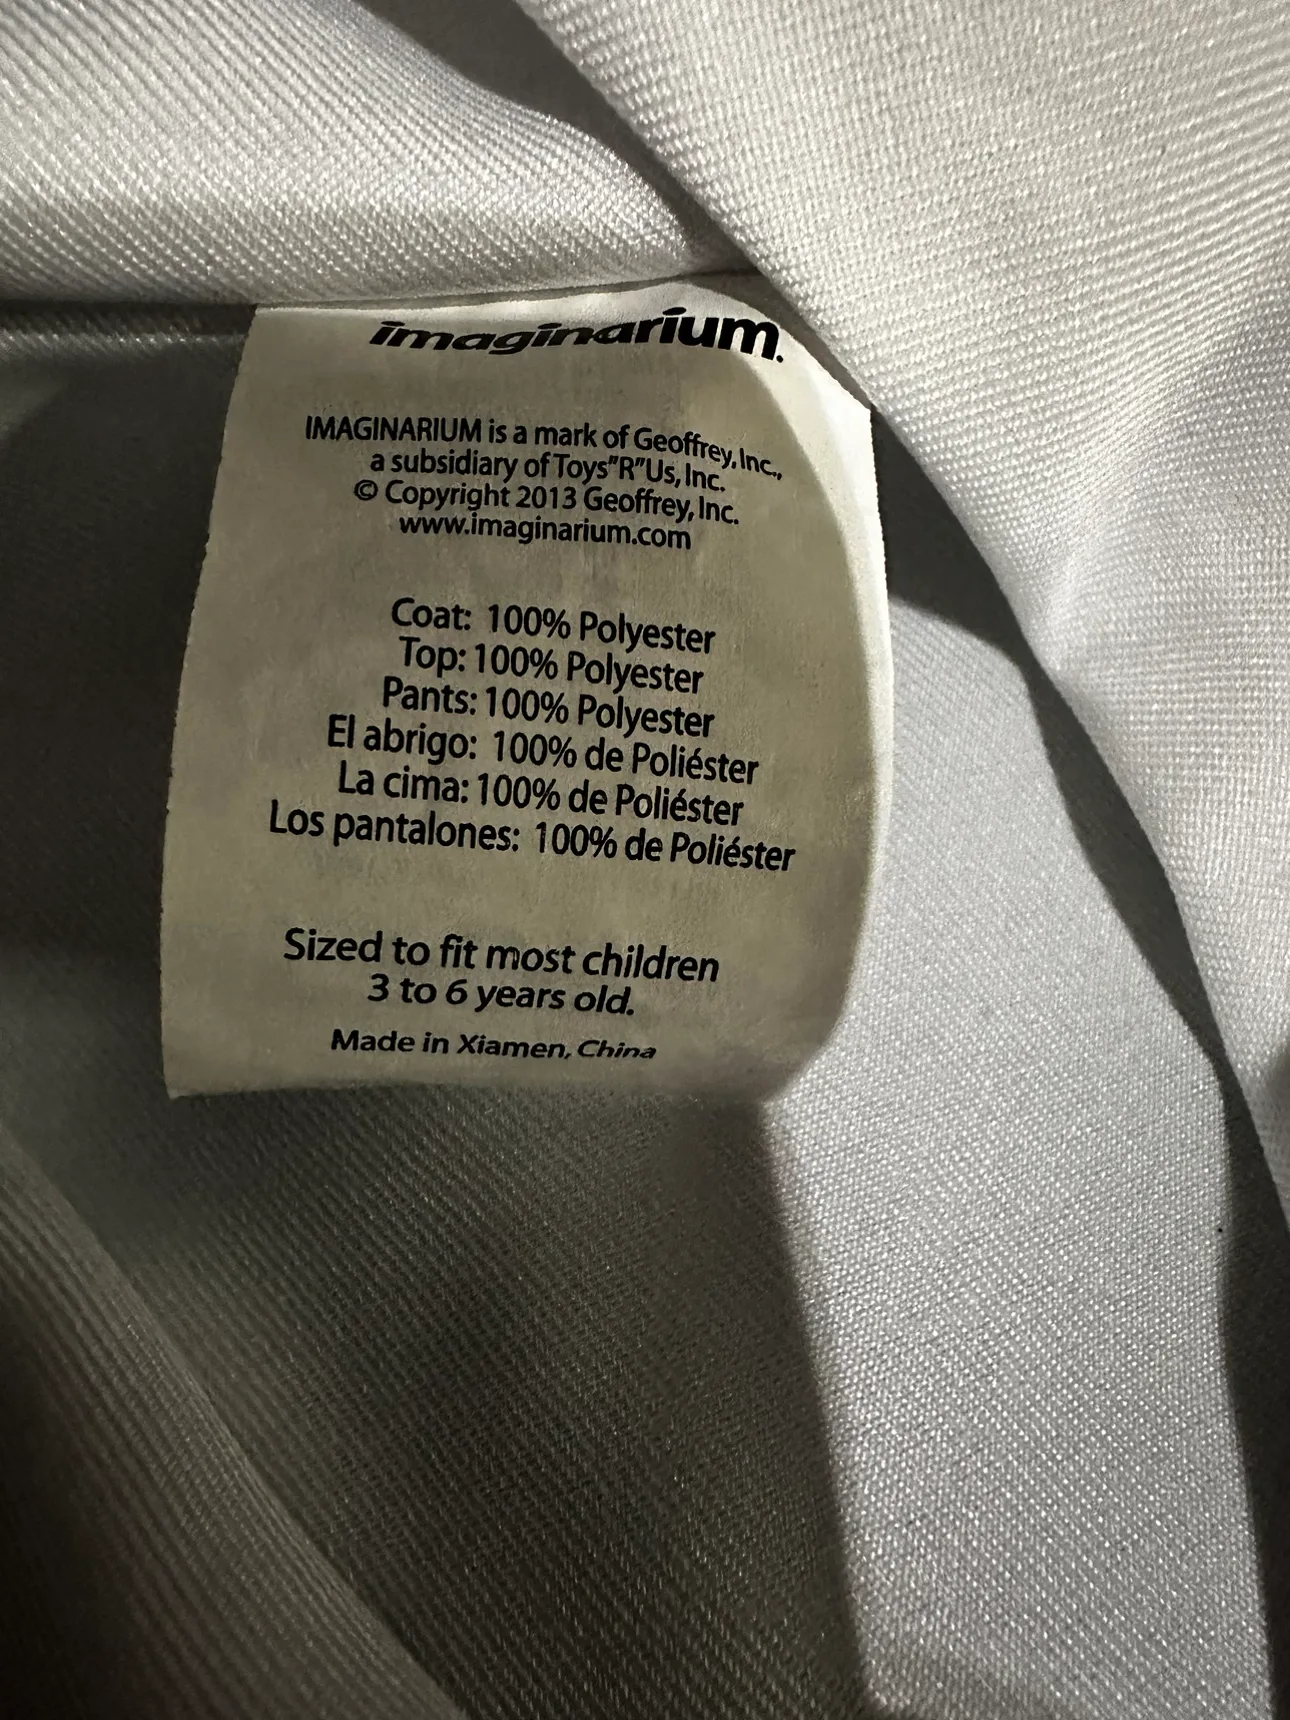 imaginarium.
IMAGINARIUM is a mark of Geoffrey, Inc.,
a subsidiary of Toys"R"Us, Inc.
© Copyright 2013 Geoffrey, Inc.
www.imaginarium.com
Coat: 100% Polyester
Top: 100% Polyester
Pants: 100% Polyester
El abrigo: 100% de Poliéster
La cima: 100% de Poliéster
Los pantalones: 100% de Poliéster
Sized to fit most children
3 to 6 years old.
Made in Xiamen, China